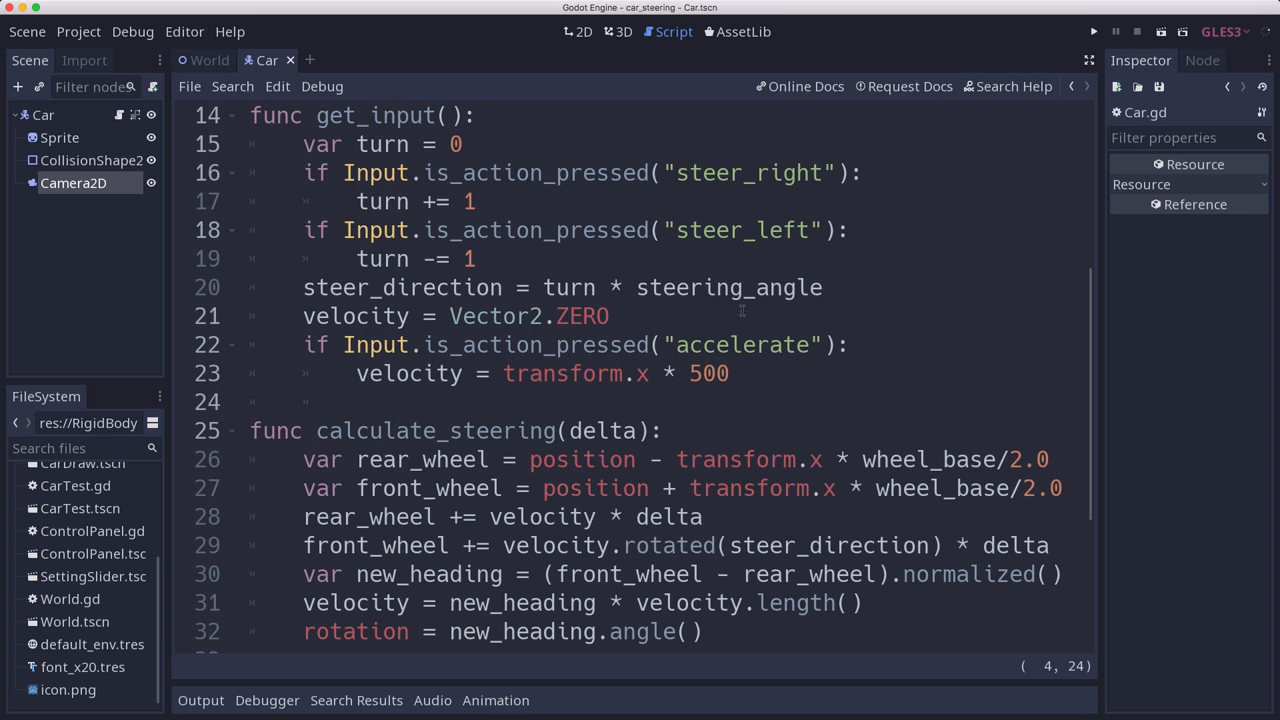 Godot Engine - car_steering - Car.tscn
Scene Project Debug Editor Help
2D 3D Script AssetLib
GLES3
Scene Import
World Car
Inspector Node
Filter nodes
File Search Edit Debug
Online Docs Request Docs Search Help
Car
Sprite
CollisionShape2
Camera2D
Car.gd
Filter properties
Resource
Resource
Reference
14 func get_input():
15 var turn = 0
16 if Input.is_action_pressed("steer_right"):
17 turn += 1
18 if Input.is_action_pressed("steer_left"):
19 turn -= 1
20 steer_direction = turn * steering_angle
21 velocity = Vector2.ZERO
22 if Input.is_action_pressed("accelerate"):
23 velocity = transform.x * 500
24
25 func calculate_steering(delta):
26 var rear_wheel = position - transform.x * wheel_base/2.0
27 var front_wheel = position + transform.x * wheel_base/2.0
28 rear_wheel += velocity * delta
29 front_wheel += velocity.rotated(steer_direction) * delta
30 var new_heading = (front_wheel - rear_wheel).normalized()
31 velocity = new_heading * velocity.length()
32 rotation = new_heading.angle()
FileSystem
res://RigidBody
Search files
CarDraw.tscn
CarTest.gd
CarTest.tscn
ControlPanel.gd
ControlPanel.tsc
SettingSlider.tsc
World.gd
World.tscn
default_env.tres
font_x20.tres
icon.png
( 4, 24)
Output Debugger Search Results Audio Animation